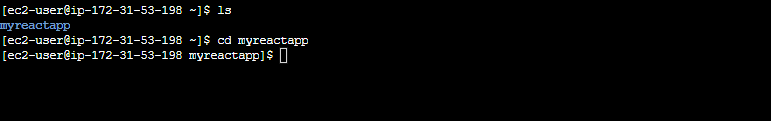 [ec2-user@ip-172-31-53-198 ~]$ ls
myreactapp
[ec2-user@ip-172-31-53-198 ~]$ cd myreactapp
[ec2-user@ip-172-31-53-198 myreactapp]$